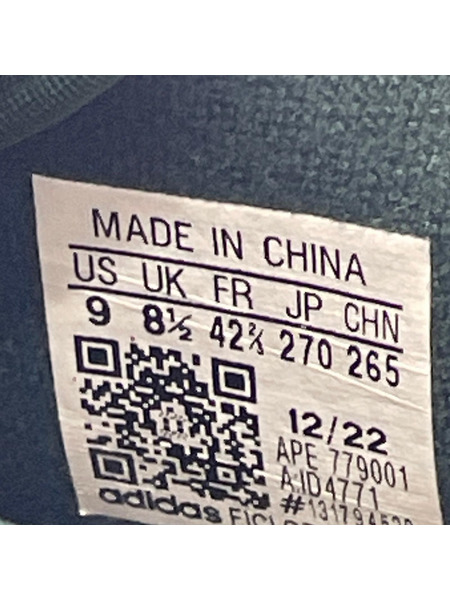 MADE IN CHINA
US UK FR JP CHN
9 8½ 42⅔ 270 265
12/22
APE 779001
A:ID4771
adidas